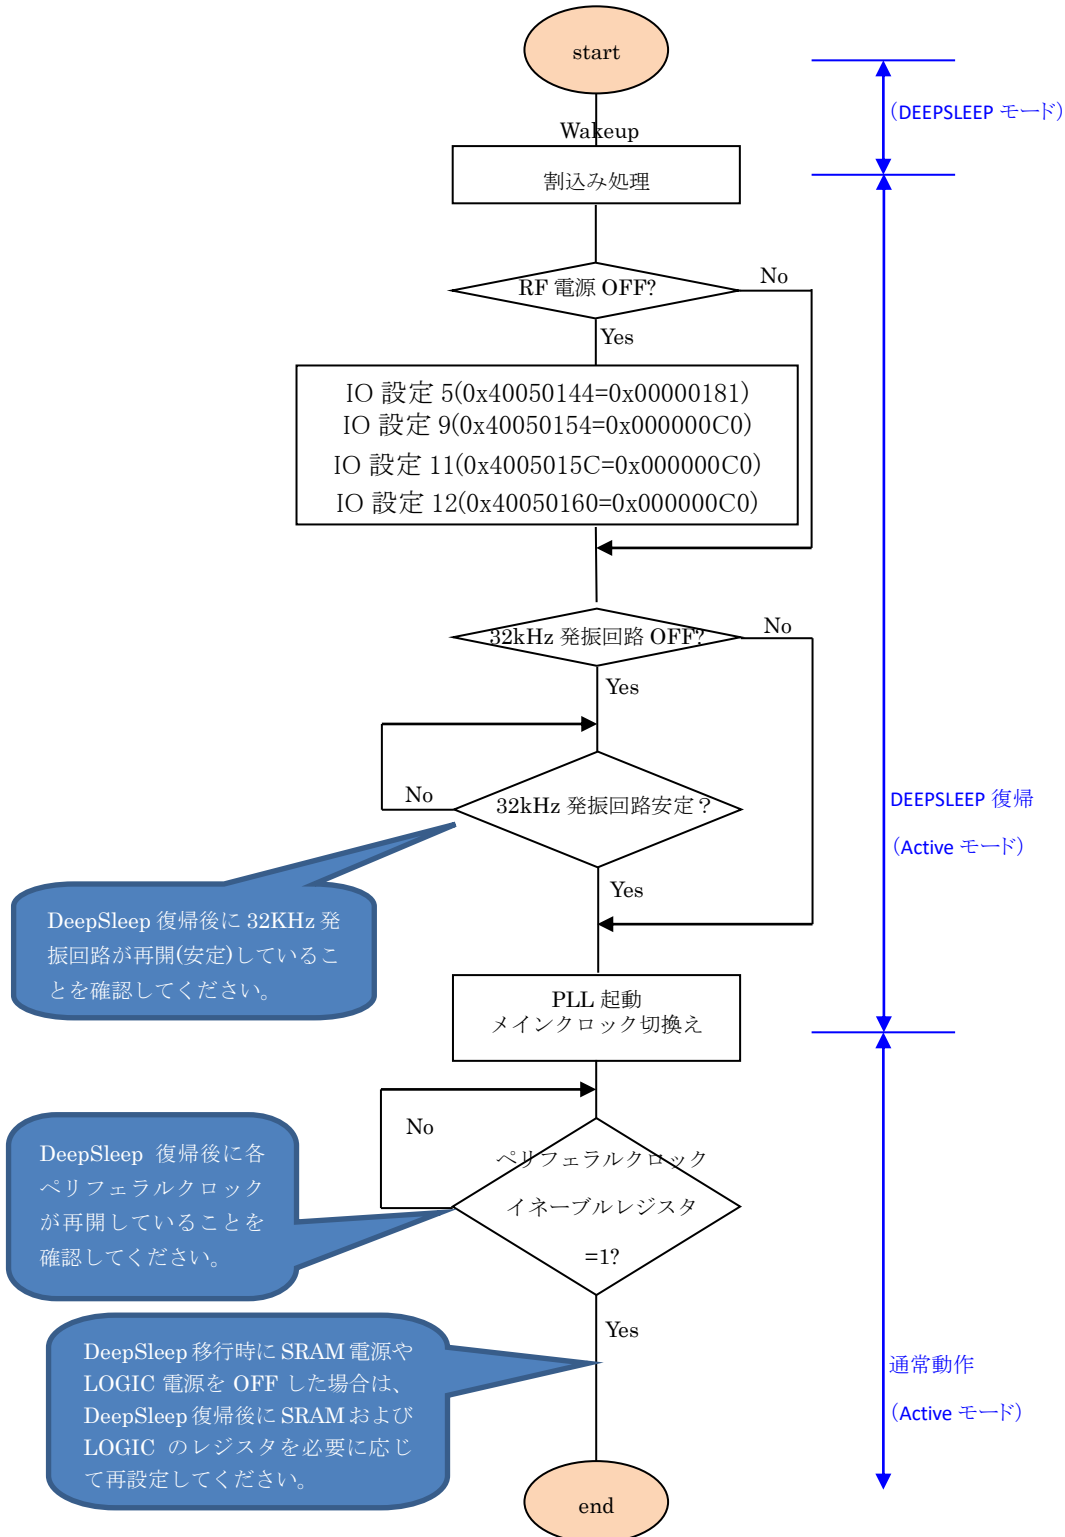 start
(DEEPSLEEP モード)
Wakeup
割込み処理
RF 電源 OFF?
No
Yes
IO 設定 5(0x40050144=0x00000181)
IO 設定 9(0x40050154=0x000000C0)
IO 設定 11(0x4005015C=0x000000C0)
IO 設定 12(0x40050160=0x000000C0)
32kHz 発振回路 OFF?
No
Yes
No
32kHz 発振回路安定？
DEEPSLEEP 復帰
(Active モード)
Yes
DeepSleep 復帰後に 32KHz 発
振回路が再開(安定)しているこ
とを確認してください。
PLL 起動
メインクロック切換え
No
DeepSleep 復帰後に各
ペリフェラルクロック
が再開していることを
確認してください。
ペリフェラルクロック
イネーブルレジスタ
=1?
Yes
DeepSleep 移行時に SRAM 電源や
LOGIC 電源を OFF した場合は、
DeepSleep 復帰後に SRAM および
LOGIC のレジスタを必要に応じ
て再設定してください。
通常動作
(Active モード)
end